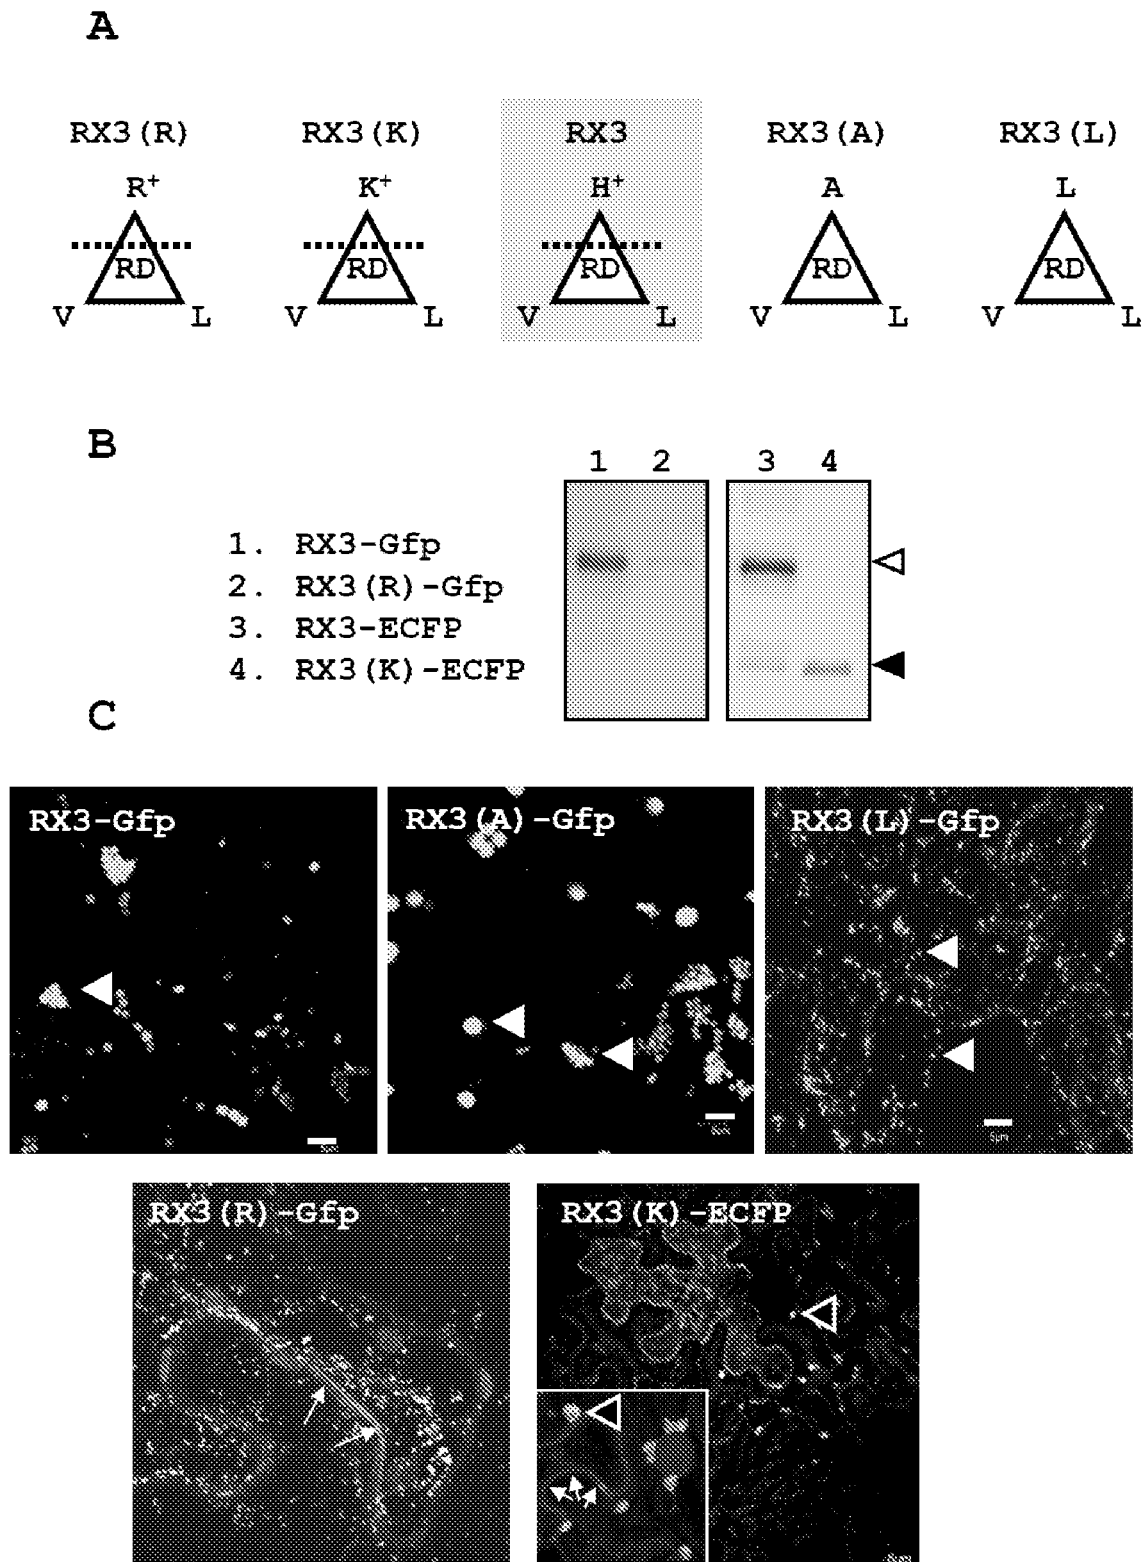 A
RX3(R) RX3(K) RX3 RX3(A) RX3(L)
R+ K+ H+ A L
RD RD RD RD RD
V L V L V L V L V L
B
1 2 3 4
1. RX3-Gfp
2. RX3(R)-Gfp
3. RX3-ECFP
4. RX3(K)-ECFP
C
RX3-Gfp RX3(A)-Gfp RX3(L)-Gfp
5µm
RX3(R)-Gfp RX3(K)-ECFP